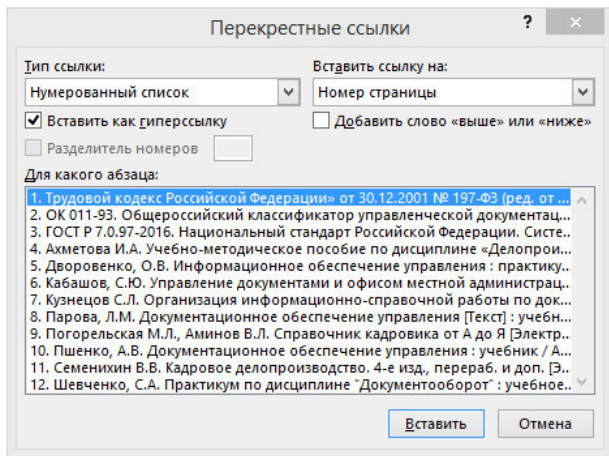 Перекрестные ссылки
?
Тип ссылки: Вставить ссылку на:
Нумерованный список Номер страницы
Вставить как гиперссылку Добавить слово «выше» или «ниже»
Разделитель номеров
Для какого абзаца:
1. Трудовой кодекс Российской Федерации» от 30.12.2001 № 197-ФЗ (ред. от ...
2. ОК 011-93. Общероссийский классификатор управленческой документац...
3. ГОСТ Р 7.0.97-2016. Национальный стандарт Российской Федерации. Систе...
4. Ахметова И.А. Учебно-методическое пособие по дисциплине «Делопрои...
5. Дворовенко, О.В. Информационное обеспечение управления : практику...
6. Кабашов, С.Ю. Управление документами и офисом местной администрац...
7. Кузнецов С.Л. Организация информационно-справочной работы по док...
8. Парова, Л.М. Документационное обеспечение управления [Текст] : учебн...
9. Погорельская М.Л., Аминов В.Л. Справочник кадровика от А до Я [Электр...
10. Пшенко, А.В. Документационное обеспечение управления : учебник / А...
11. Семенихин В.В. Кадровое делопроизводство. 4-е изд., перераб. и доп. [Э...
12. Шевченко, С.А. Практикум по дисциплине "Документооборот" : учебное...
Вставить Отмена